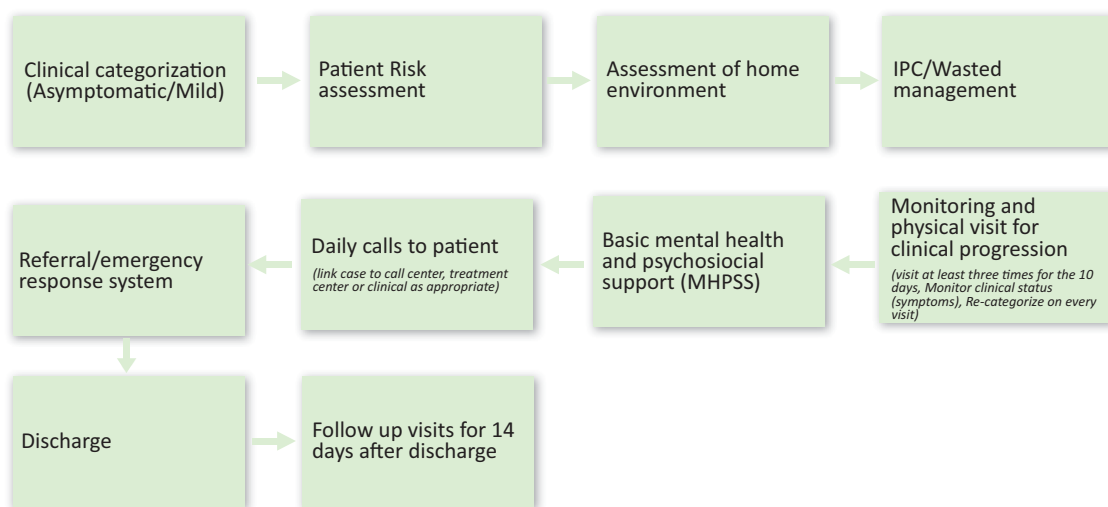 Clinical categorization
(Asymptomatic/Mild)
Patient Risk
assessment
Assessment of home
environment
IPC/Wasted
management
Monitoring and
physical visit for
clinical progression
(visit at least three times for the 10
days, Monitor clinical status
(symptoms), Re-categorize on every
visit)
Basic mental health
and psychosiocial
support (MHPSS)
Daily calls to patient
(link case to call center, treatment
center or clinical as appropriate)
Referral/emergency
response system
Discharge
Follow up visits for 14
days after discharge